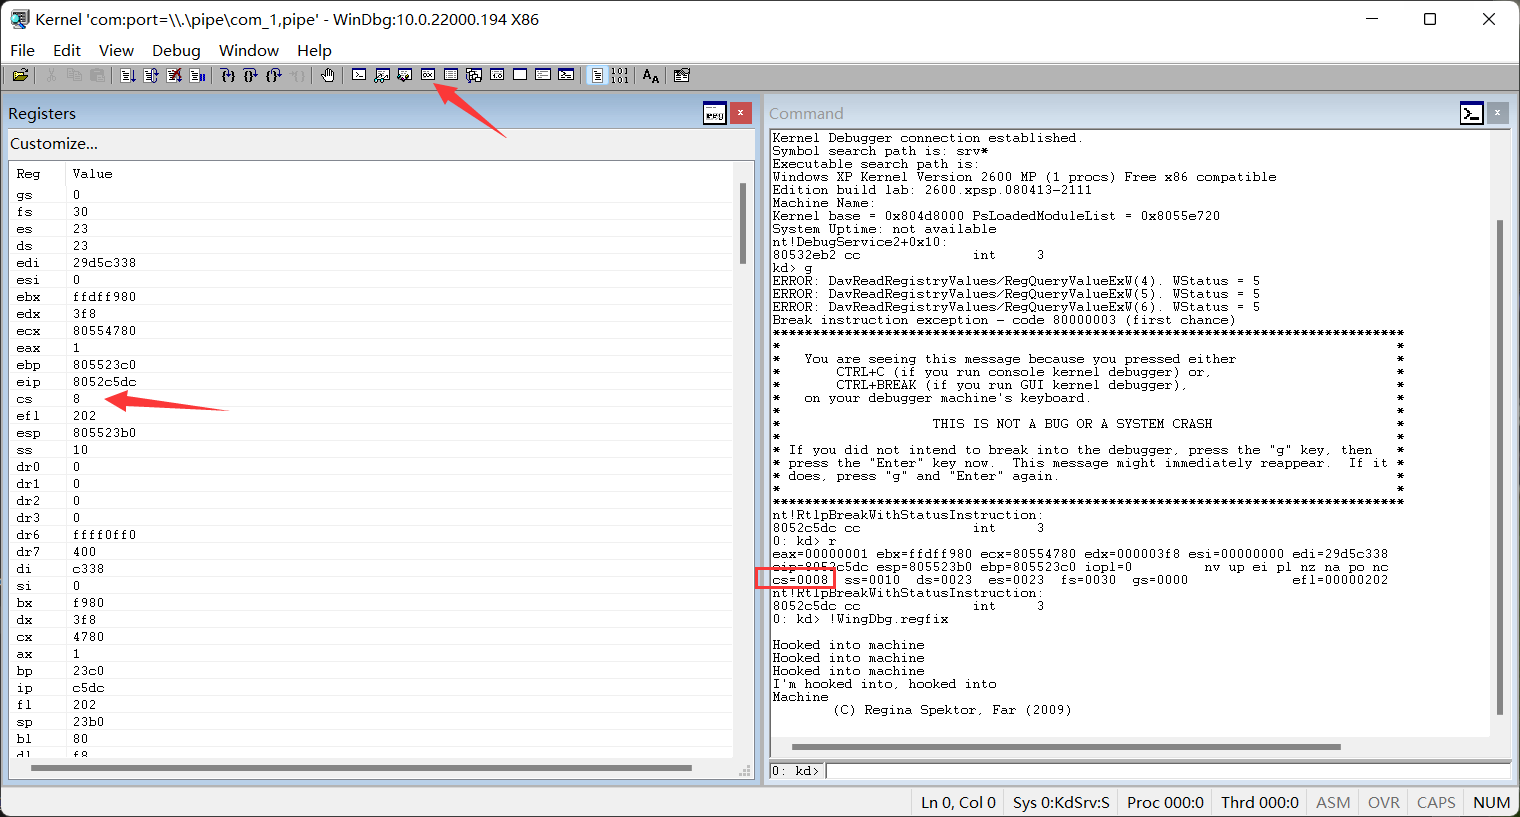 Kernel 'com:port=\\.\pipe\com_1,pipe' - WinDbg:10.0.22000.194 X86
File Edit View Debug Window Help
Registers
Customize...
Reg Value
gs 0
fs 30
es 23
ds 23
edi 29d5c338
esi 0
ebx ffdff980
edx 3f8
ecx 80554780
eax 1
ebp 805523c0
eip 8052c5dc
cs 8
efl 202
esp 805523b0
ss 10
dr0 0
dr1 0
dr2 0
dr3 0
dr6 ffff0ff0
dr7 400
di c338
si 0
bx f980
dx 3f8
cx 4780
ax 1
bp 23c0
ip c5dc
fl 202
sp 23b0
bl 80
dl f8
Command
Kernel Debugger connection established.
Symbol search path is: srv*
Executable search path is:
Windows XP Kernel Version 2600 MP (1 procs) Free x86 compatible
Edition build lab: 2600.xpsp.080413-2111
Machine Name:
Kernel base = 0x804d8000 PsLoadedModuleList = 0x8055e720
System Uptime: not available
nt!DebugService2+0x10:
80532eb2 cc int 3
kd> g
ERROR: DavReadRegistryValues/RegQueryValueExW(4). WStatus = 5
ERROR: DavReadRegistryValues/RegQueryValueExW(5). WStatus = 5
ERROR: DavReadRegistryValues/RegQueryValueExW(6). WStatus = 5
Break instruction exception - code 80000003 (first chance)
*******************************************************************************
* *
* You are seeing this message because you pressed either *
* CTRL+C (if you run console kernel debugger) or, *
* CTRL+BREAK (if you run GUI kernel debugger), *
* on your debugger machine's keyboard. *
* *
* THIS IS NOT A BUG OR A SYSTEM CRASH *
* *
* If you did not intend to break into the debugger, press the "g" key, then *
* press the "Enter" key now. This message might immediately reappear. If it *
* does, press "g" and "Enter" again. *
* *
*******************************************************************************
nt!RtlpBreakWithStatusInstruction:
8052c5dc cc int 3
0: kd> r
eax=00000001 ebx=ffdff980 ecx=80554780 edx=000003f8 esi=00000000 edi=29d5c338
eip=8052c5dc esp=805523b0 ebp=805523c0 iopl=0 nv up ei pl nz na po nc
cs=0008 ss=0010 ds=0023 es=0023 fs=0030 gs=0000 efl=00000202
nt!RtlpBreakWithStatusInstruction:
8052c5dc cc int 3
0: kd> !WingDbg.regfix
Hooked into machine
Hooked into machine
Hooked into machine
I'm hooked into, hooked into
Machine
(C) Regina Spektor, Far (2009)
0: kd>
Ln 0, Col 0 Sys 0:KdSrv:S Proc 000:0 Thrd 000:0 ASM OVR CAPS NUM